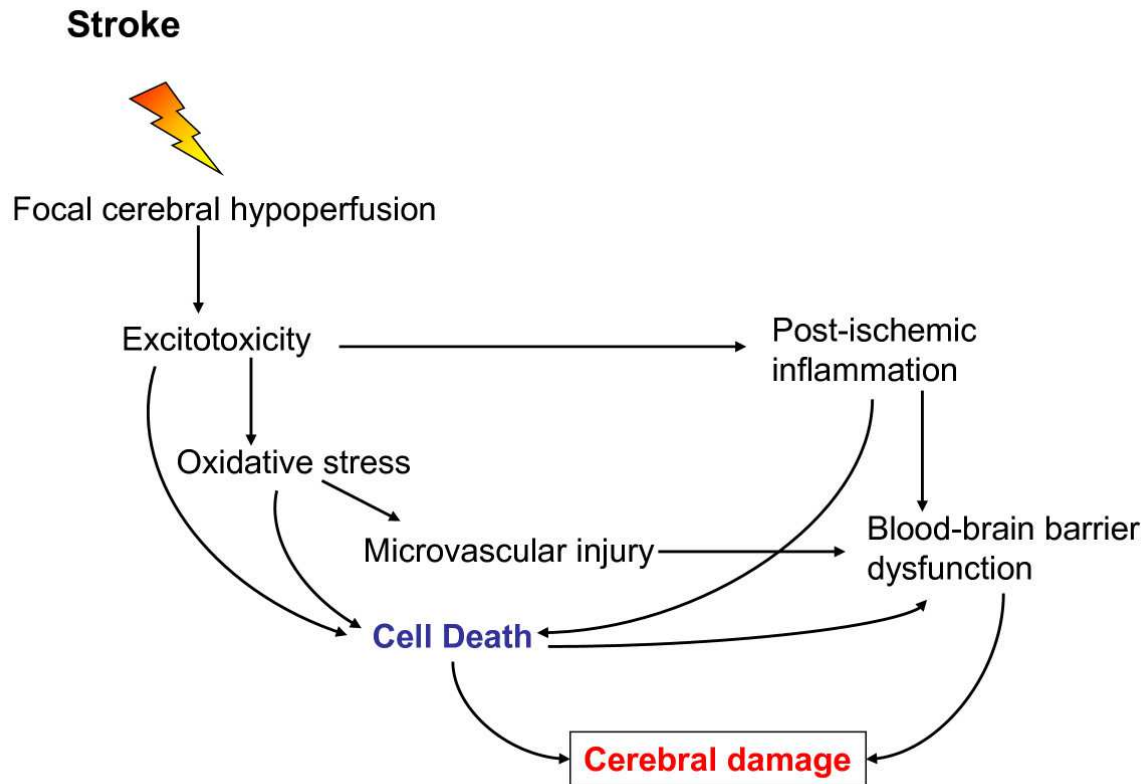 Stroke
Focal cerebral hypoperfusion
Excitotoxicity
Post-ischemic
inflammation
Oxidative stress
Microvascular injury
Blood-brain barrier
dysfunction
Cell Death
Cerebral damage